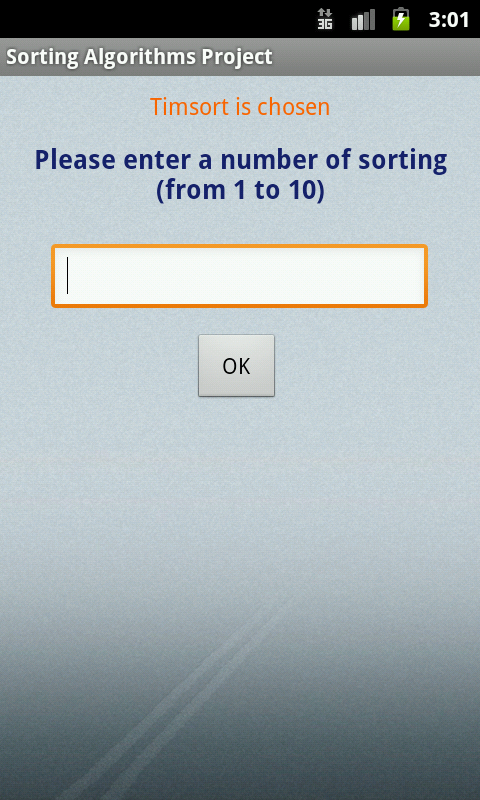 3G 3:01
Sorting Algorithms Project
Timsort is chosen
Please enter a number of sorting
(from 1 to 10)
OK